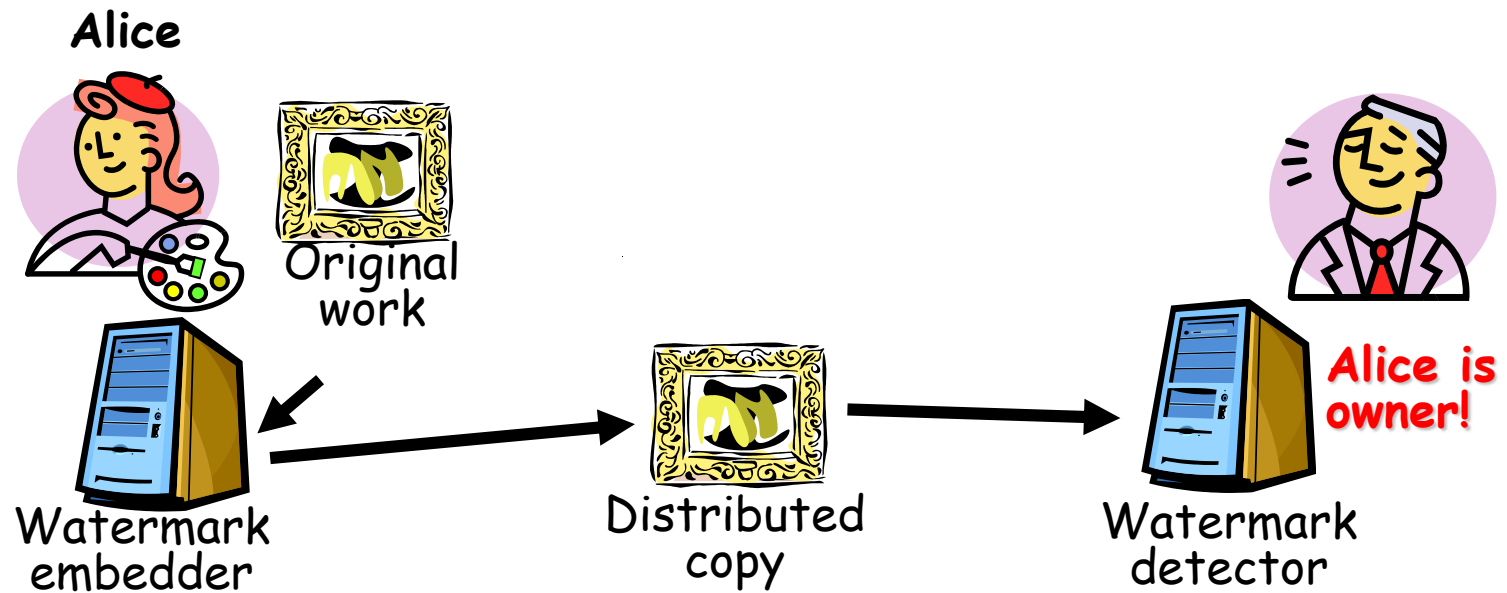 Alice
Original
work
Alice is
owner!
Distributed
copy
Watermark
embedder
Watermark
detector